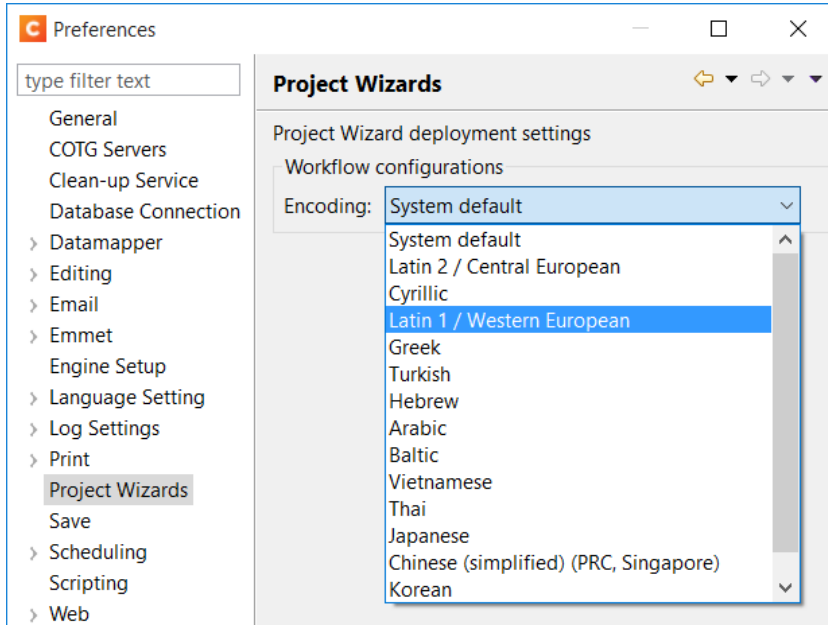 C Preferences
type filter text
General
COTG Servers
Clean-up Service
Database Connection
Datamapper
Editing
Email
Emmet
Engine Setup
Language Setting
Log Settings
Print
Project Wizards
Save
Scheduling
Scripting
Web
Project Wizards
Project Wizard deployment settings
Workflow configurations
Encoding: System default
System default
Latin 2 / Central European
Cyrillic
Latin 1 / Western European
Greek
Turkish
Hebrew
Arabic
Baltic
Vietnamese
Thai
Japanese
Chinese (simplified) (PRC, Singapore)
Korean